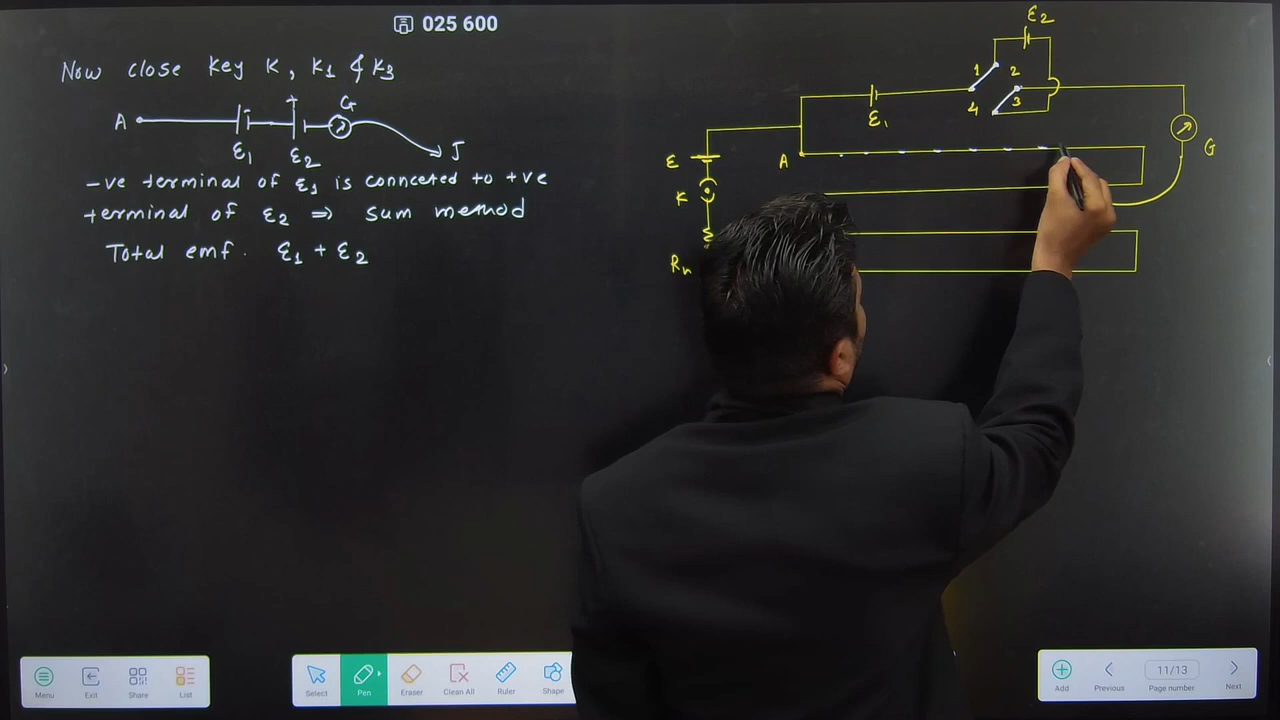 025 600
Now close key K, K1 & K3
A
G
ε1
ε2
J
-ve terminal of ε1 is connceted to +ve
terminal of ε2 ⇒ sum method
Total emf. ε1 + ε2
ε2
1
2
3
4
ε1
ε
A
G
K
Rh
Menu
Exit
Share
List
Select
Pen
Eraser
Clean All
Ruler
Shape
Add
Previous
11/13
Page number
Next